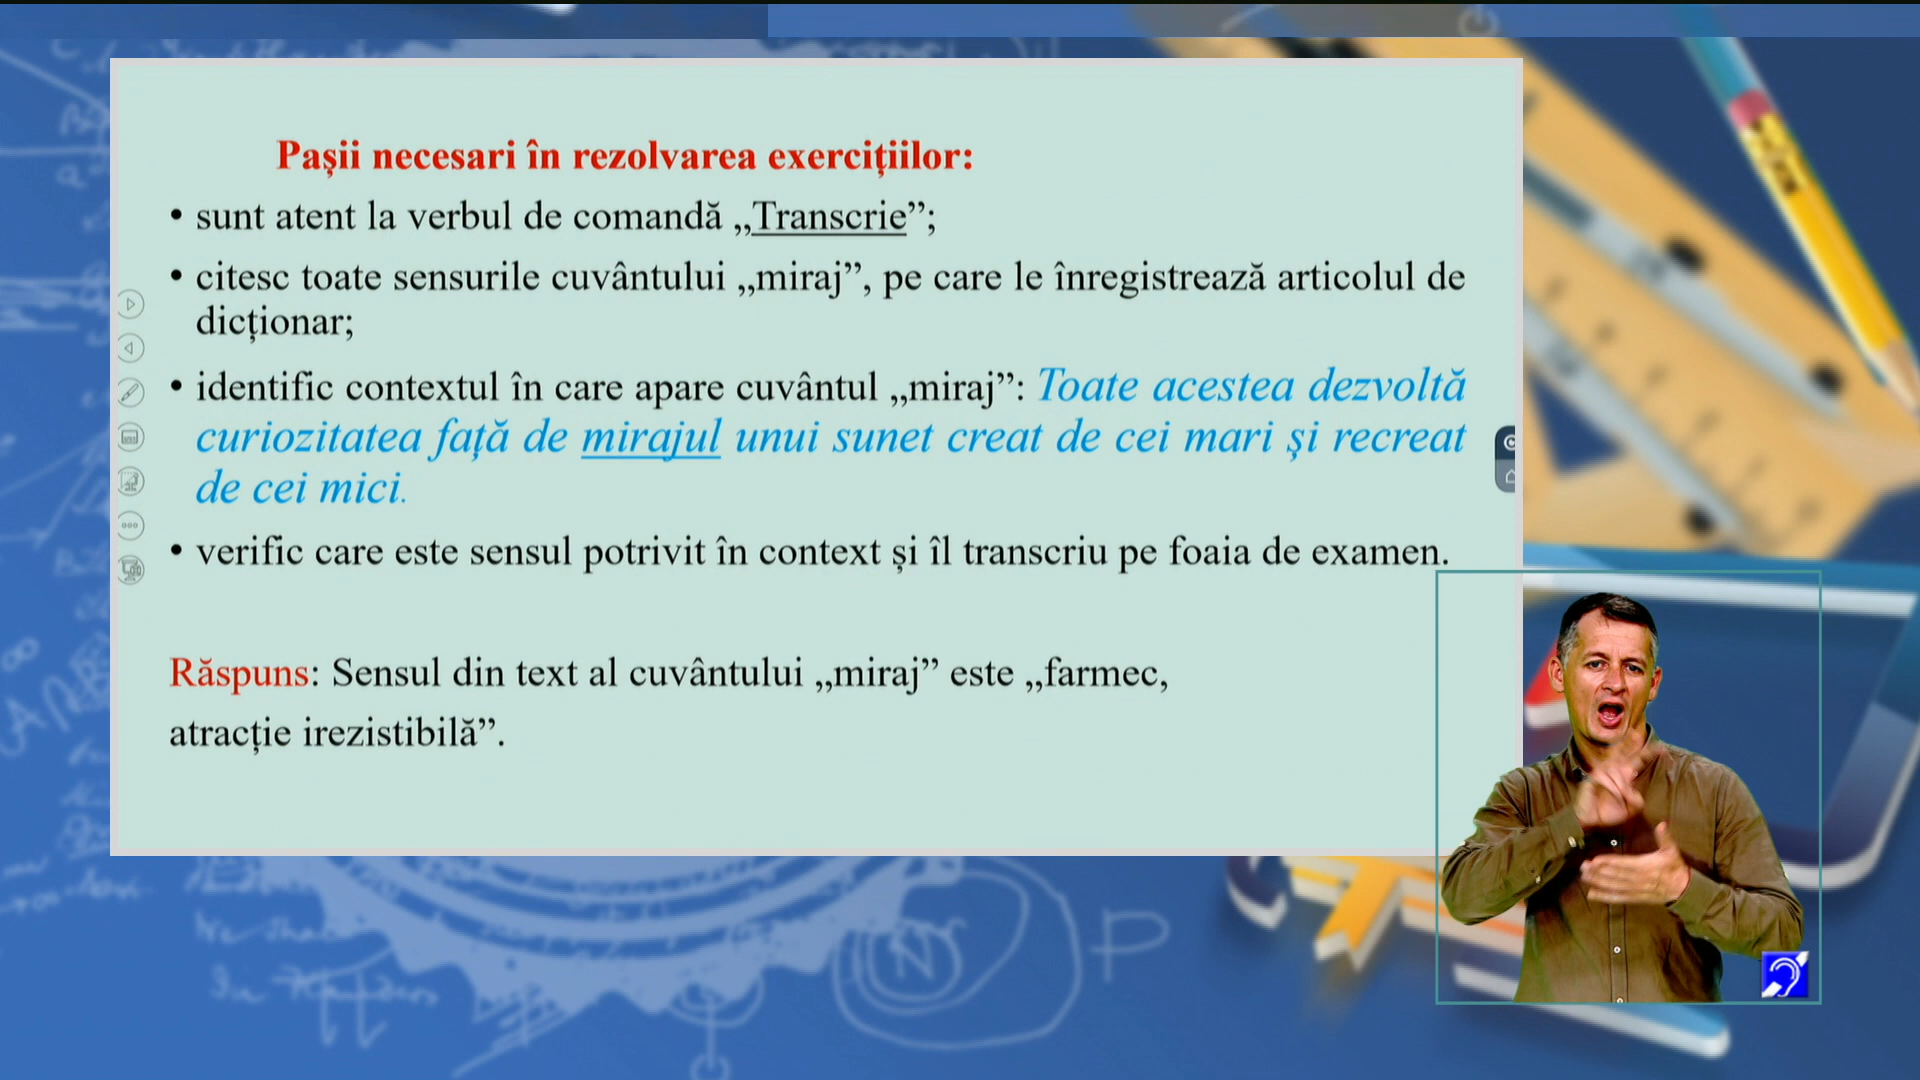 Pașii necesari în rezolvarea exercițiilor:
• sunt atent la verbul de comandă „Transcrie”;
• citesc toate sensurile cuvântului „miraj”, pe care le înregistrează articolul de
dicționar;
• identific contextul în care apare cuvântul „miraj”: Toate acestea dezvoltă
curiozitatea față de mirajul unui sunet creat de cei mari și recreat
de cei mici.
• verific care este sensul potrivit în context și îl transcriu pe foaia de examen.
Răspuns: Sensul din text al cuvântului „miraj” este „farmec,
atracție irezistibilă”.
N
P